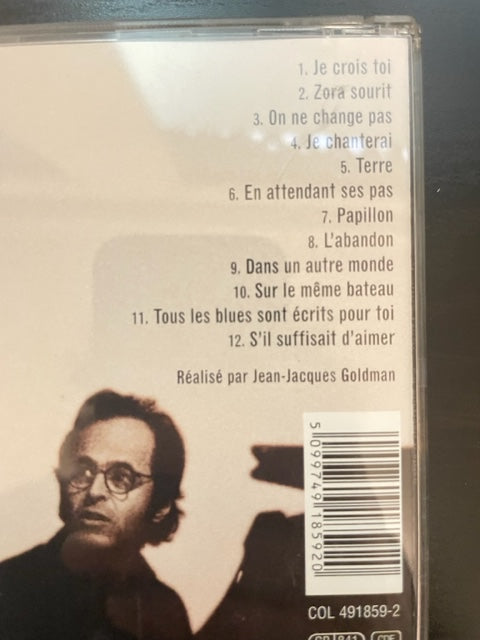 1. Je crois toi
2. Zora sourit
3. On ne change pas
4. Je chanterai
5. Terre
6. En attendant ses pas
7. Papillon
8. L'abandon
9. Dans un autre monde
10. Sur le même bateau
11. Tous les blues sont écrits pour toi
12. S'il suffisait d'aimer
Réalisé par Jean-Jacques Goldman
5 099749 185920
COL 491859-2